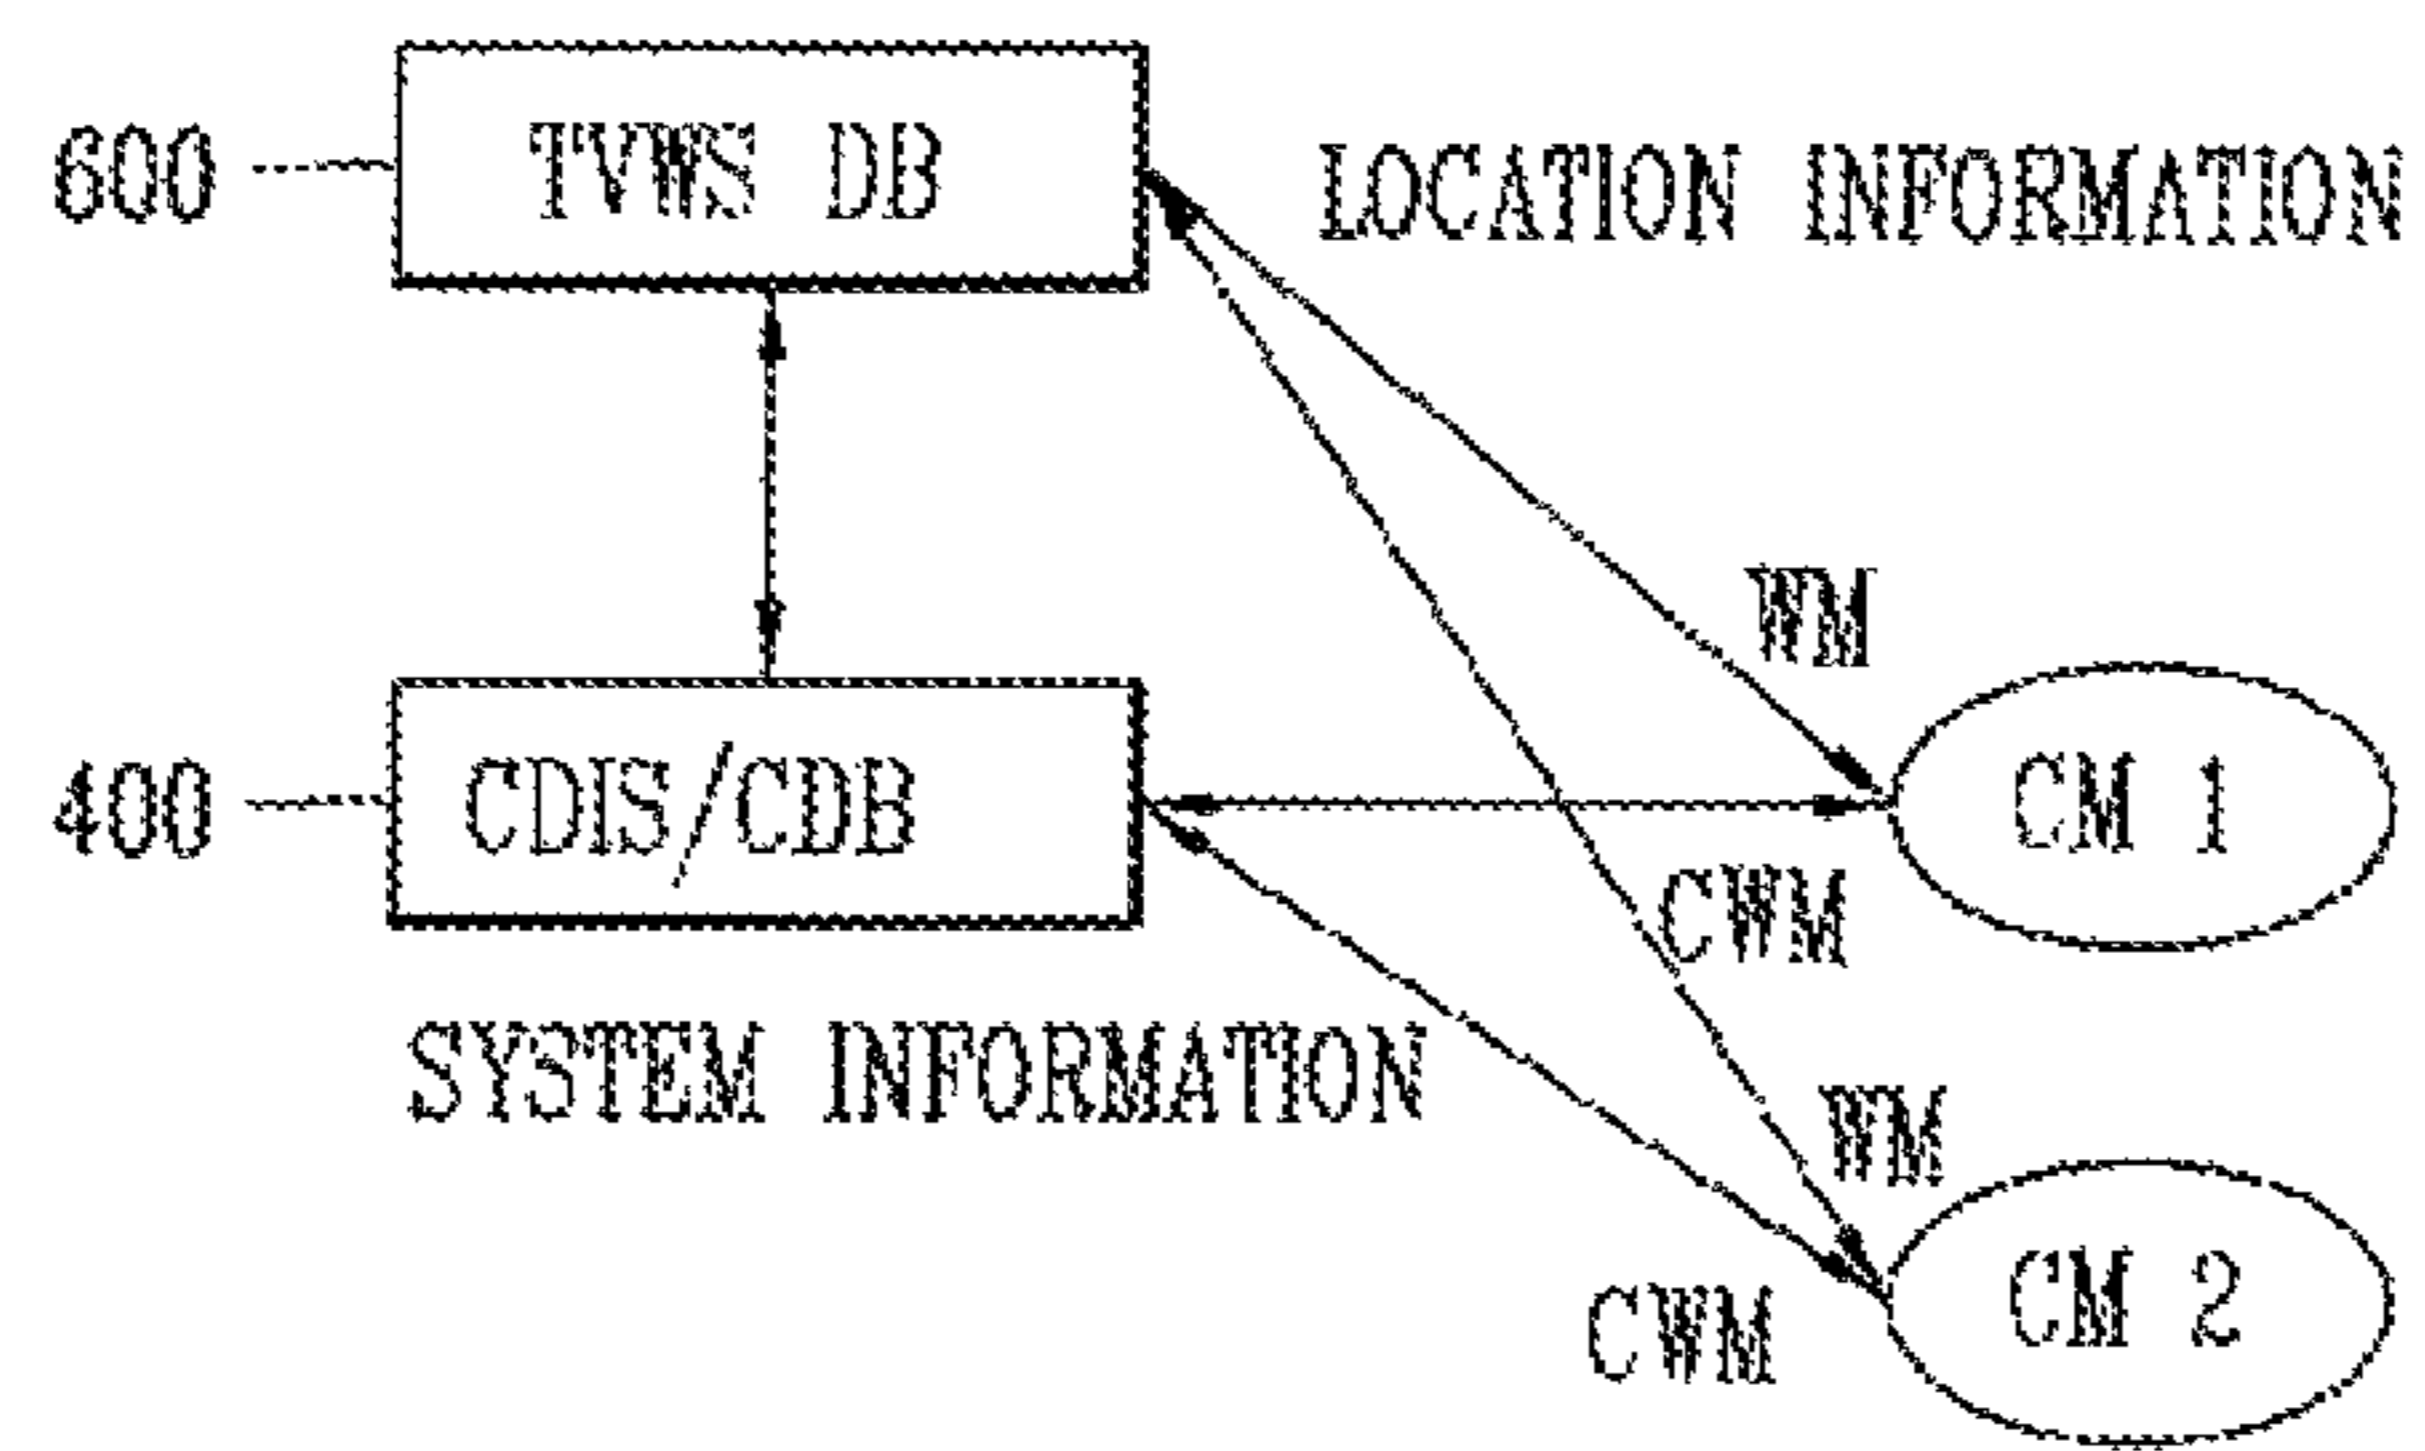 600
TVWS DB
LOCATION INFORMATION
WM
400
CDIS/CDB
CM 1
CWM
SYSTEM INFORMATION
WM
CM 2
CWM